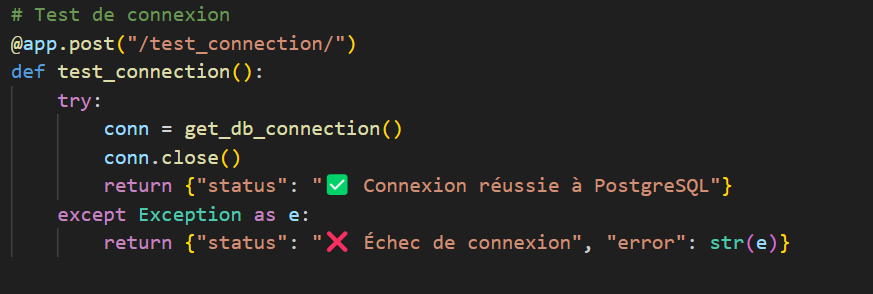 # Test de connexion
@app.post("/test_connection/")
def test_connection():
    try:
        conn = get_db_connection()
        conn.close()
        return {"status": "✅ Connexion réussie à PostgreSQL"}
    except Exception as e:
        return {"status": "❌ Échec de connexion", "error": str(e)}